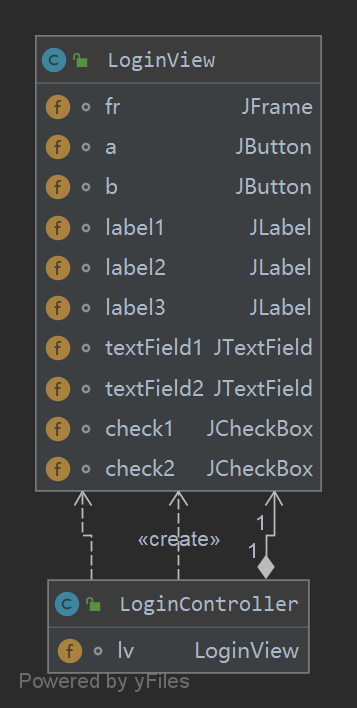 C LoginView
f fr JFrame
f a JButton
f b JButton
f label1 JLabel
f label2 JLabel
f label3 JLabel
f textField1 JTextField
f textField2 JTextField
f check1 JCheckBox
f check2 JCheckBox
1
«create»
1
C LoginController
f lv LoginView
Powered by yFiles